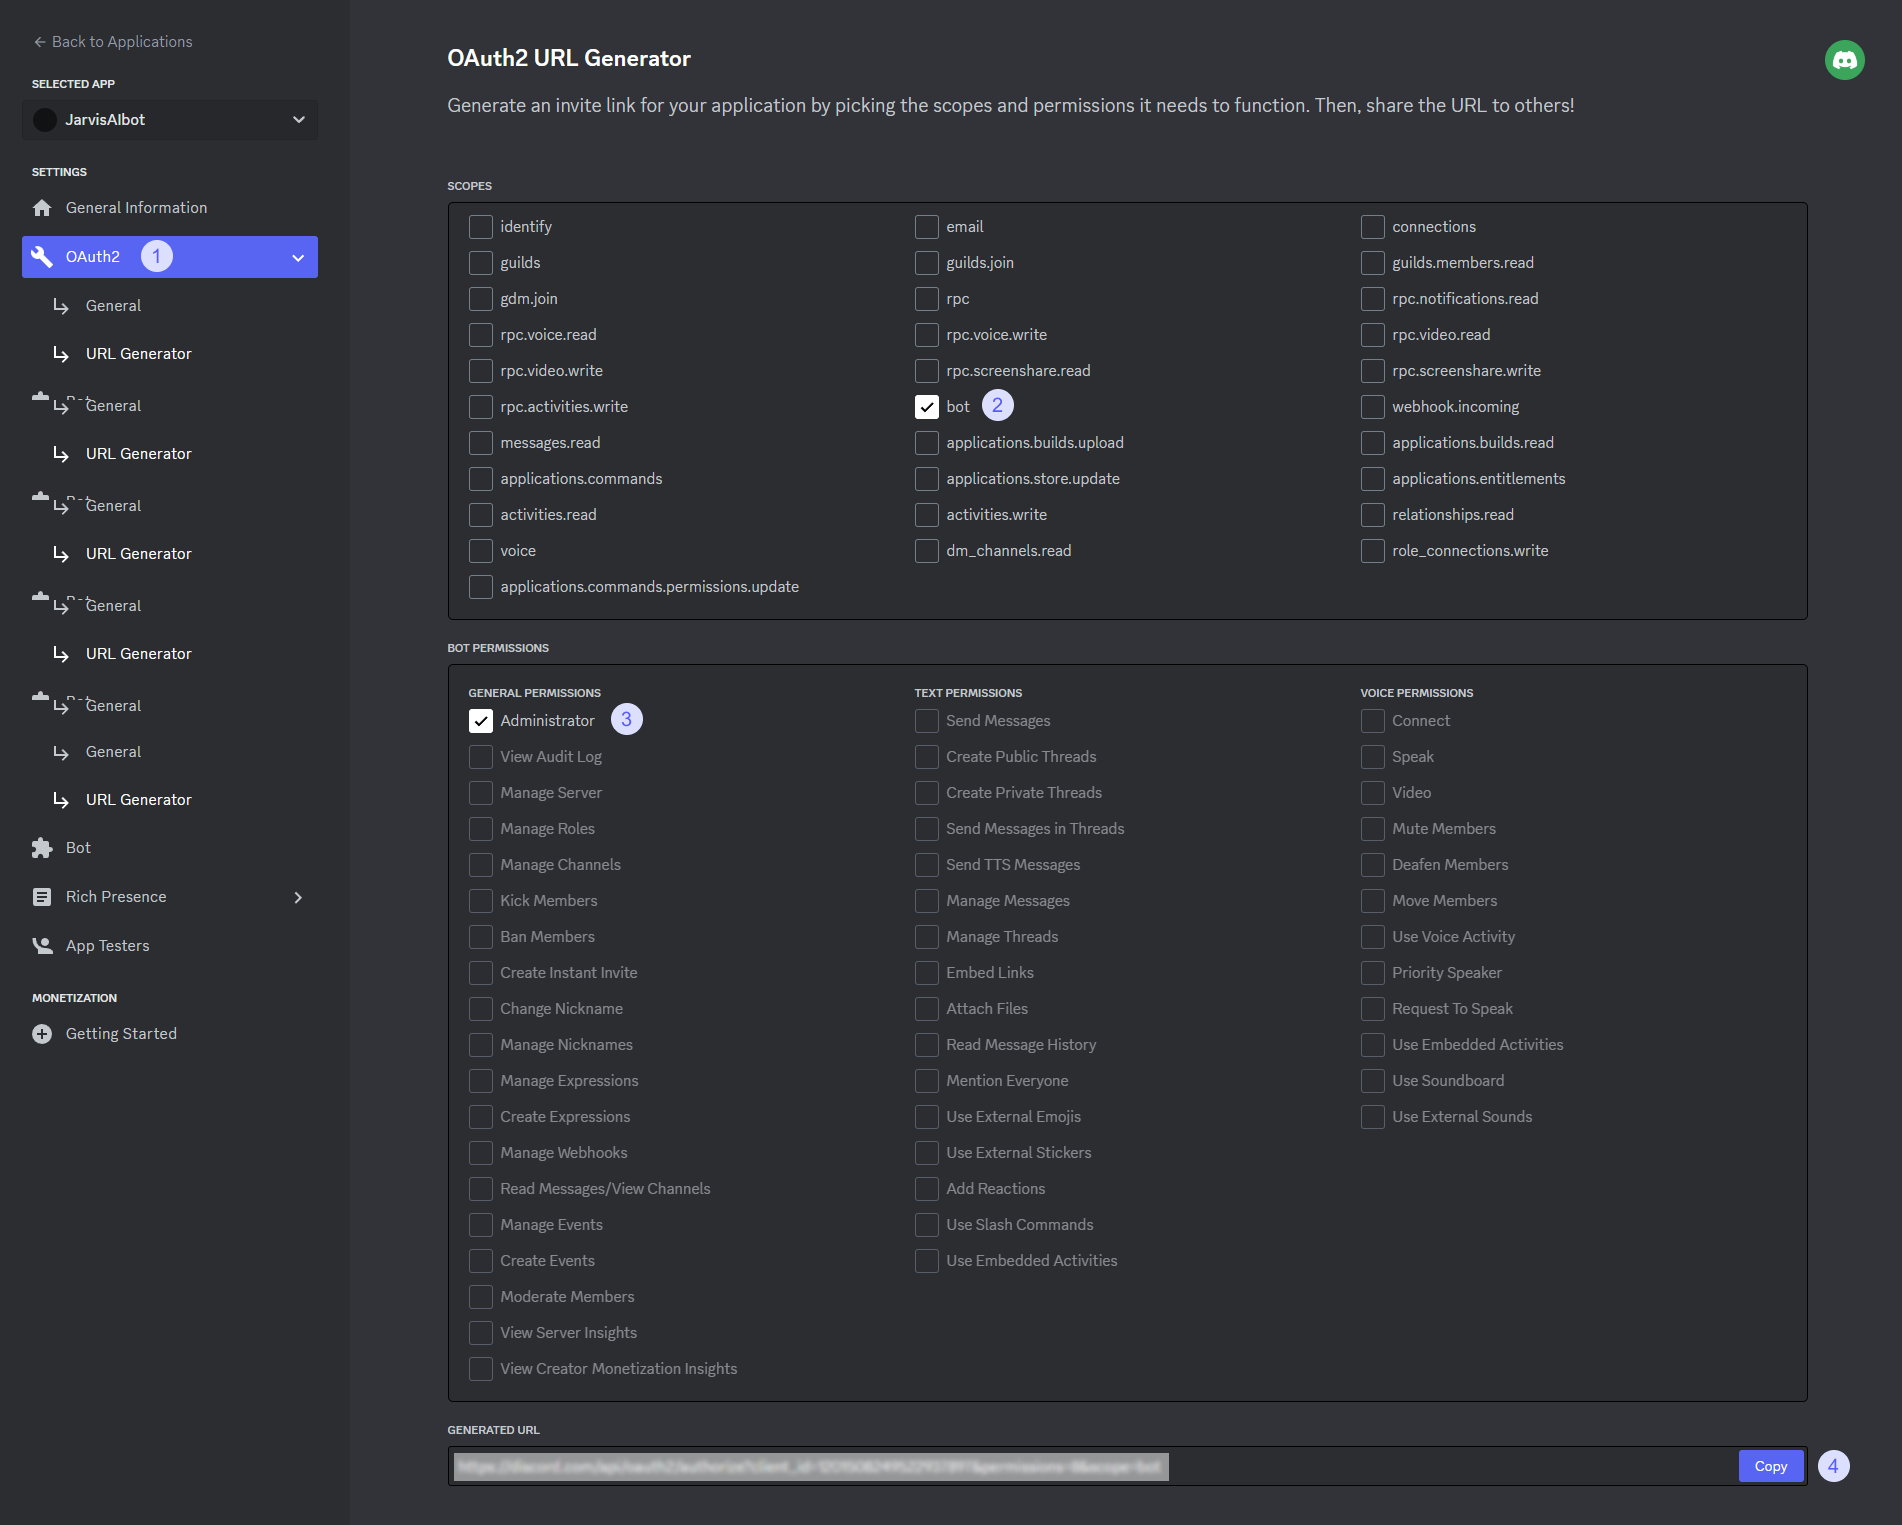 Back to Applications
SELECTED APP
JarvisAIbot
SETTINGS
General Information
OAuth2 1
General
URL Generator
General
URL Generator
General
URL Generator
General
URL Generator
General
General
URL Generator
Bot
Rich Presence
App Testers
MONETIZATION
Getting Started
OAuth2 URL Generator
Generate an invite link for your application by picking the scopes and permissions it needs to function. Then, share the URL to others!
SCOPES
identify
email
connections
guilds
guilds.join
guilds.members.read
gdm.join
rpc
rpc.notifications.read
rpc.voice.read
rpc.voice.write
rpc.video.read
rpc.video.write
rpc.screenshare.read
rpc.screenshare.write
rpc.activities.write
bot 2
webhook.incoming
messages.read
applications.builds.upload
applications.builds.read
applications.commands
applications.store.update
applications.entitlements
activities.read
activities.write
relationships.read
voice
dm_channels.read
role_connections.write
applications.commands.permissions.update
BOT PERMISSIONS
GENERAL PERMISSIONS
Administrator 3
View Audit Log
Manage Server
Manage Roles
Manage Channels
Kick Members
Ban Members
Create Instant Invite
Change Nickname
Manage Nicknames
Manage Expressions
Create Expressions
Manage Webhooks
Read Messages/View Channels
Manage Events
Create Events
Moderate Members
View Server Insights
View Creator Monetization Insights
TEXT PERMISSIONS
Send Messages
Create Public Threads
Create Private Threads
Send Messages in Threads
Send TTS Messages
Manage Messages
Manage Threads
Embed Links
Attach Files
Read Message History
Mention Everyone
Use External Emojis
Use External Stickers
Add Reactions
Use Slash Commands
Use Embedded Activities
VOICE PERMISSIONS
Connect
Speak
Video
Mute Members
Deafen Members
Move Members
Use Voice Activity
Priority Speaker
Request To Speak
Use Embedded Activities
Use Soundboard
Use External Sounds
GENERATED URL
Copy 4